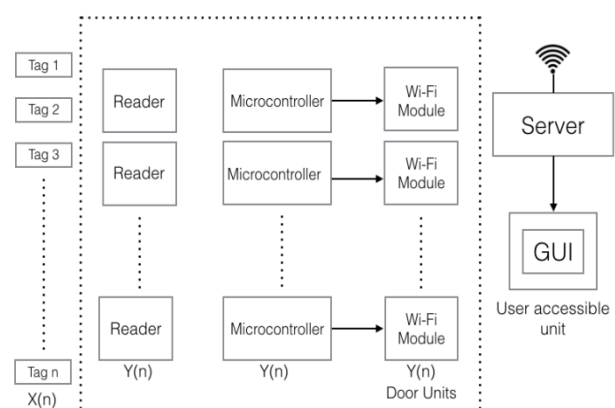 Tag 1
Tag 2
Tag 3
Tag n
X(n)
Reader
Reader
Reader
Y(n)
Microcontroller
Microcontroller
Microcontroller
Y(n)
Wi-Fi
Module
Wi-Fi
Module
Wi-Fi
Module
Y(n)
Door Units
Server
GUI
User accessible
unit